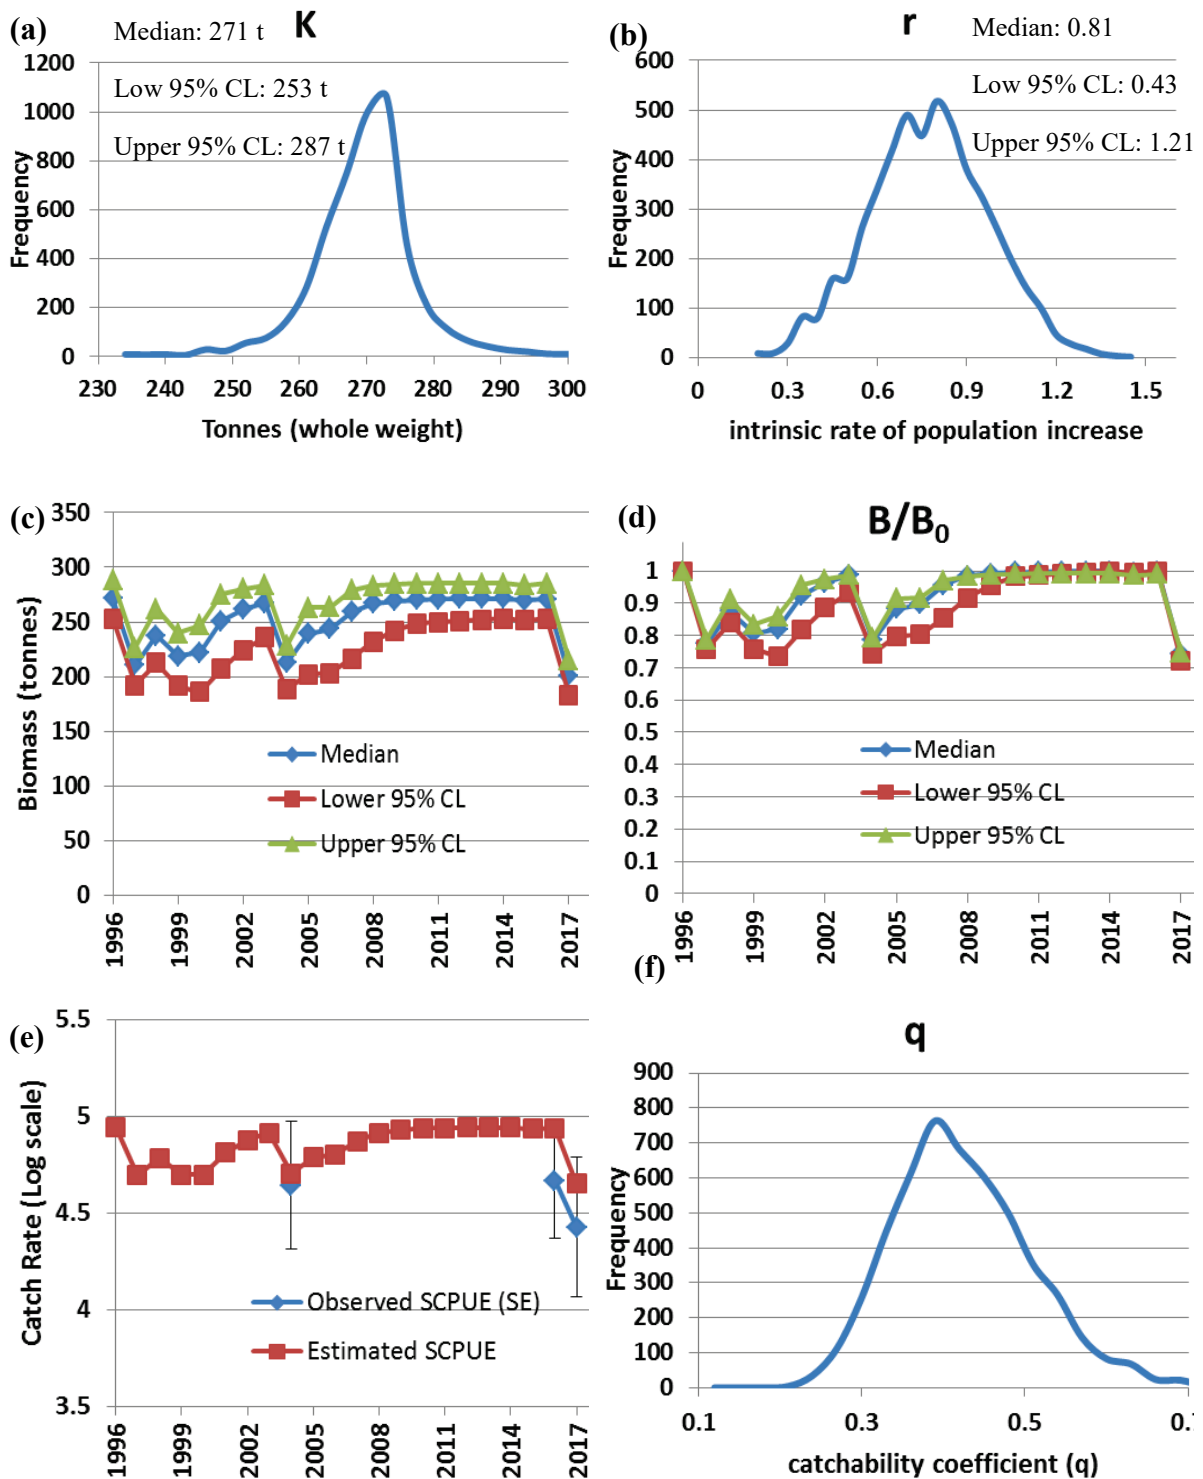 (a)
Median: 271 t
K
Low 95% CL: 253 t
Upper 95% CL: 287 t
Frequency
1200
1000
800
600
400
200
0
230 240 250 260 270 280 290 300
Tonnes (whole weight)
(b)
r
Median: 0.81
Low 95% CL: 0.43
Upper 95% CL: 1.21
Frequency
600
500
400
300
200
100
0
0 0.3 0.6 0.9 1.2 1.5
intrinsic rate of population increase
(c)
Biomass (tonnes)
350
300
250
200
150
100
50
0
Median
Lower 95% CL
Upper 95% CL
1996 1999 2002 2005 2008 2011 2014 2017
(d)
B/B0
1
0.9
0.8
0.7
0.6
0.5
0.4
0.3
0.2
0.1
0
Median
Lower 95% CL
Upper 95% CL
1996 1999 2002 2005 2008 2011 2014 2017
(e)
Catch Rate (Log scale)
5.5
5
4.5
4
3.5
Observed SCPUE (SE)
Estimated SCPUE
1996 1999 2002 2005 2008 2011 2014 2017
(f)
q
Frequency
900
800
700
600
500
400
300
200
100
0
0.1 0.3 0.5
catchability coefficient (q)